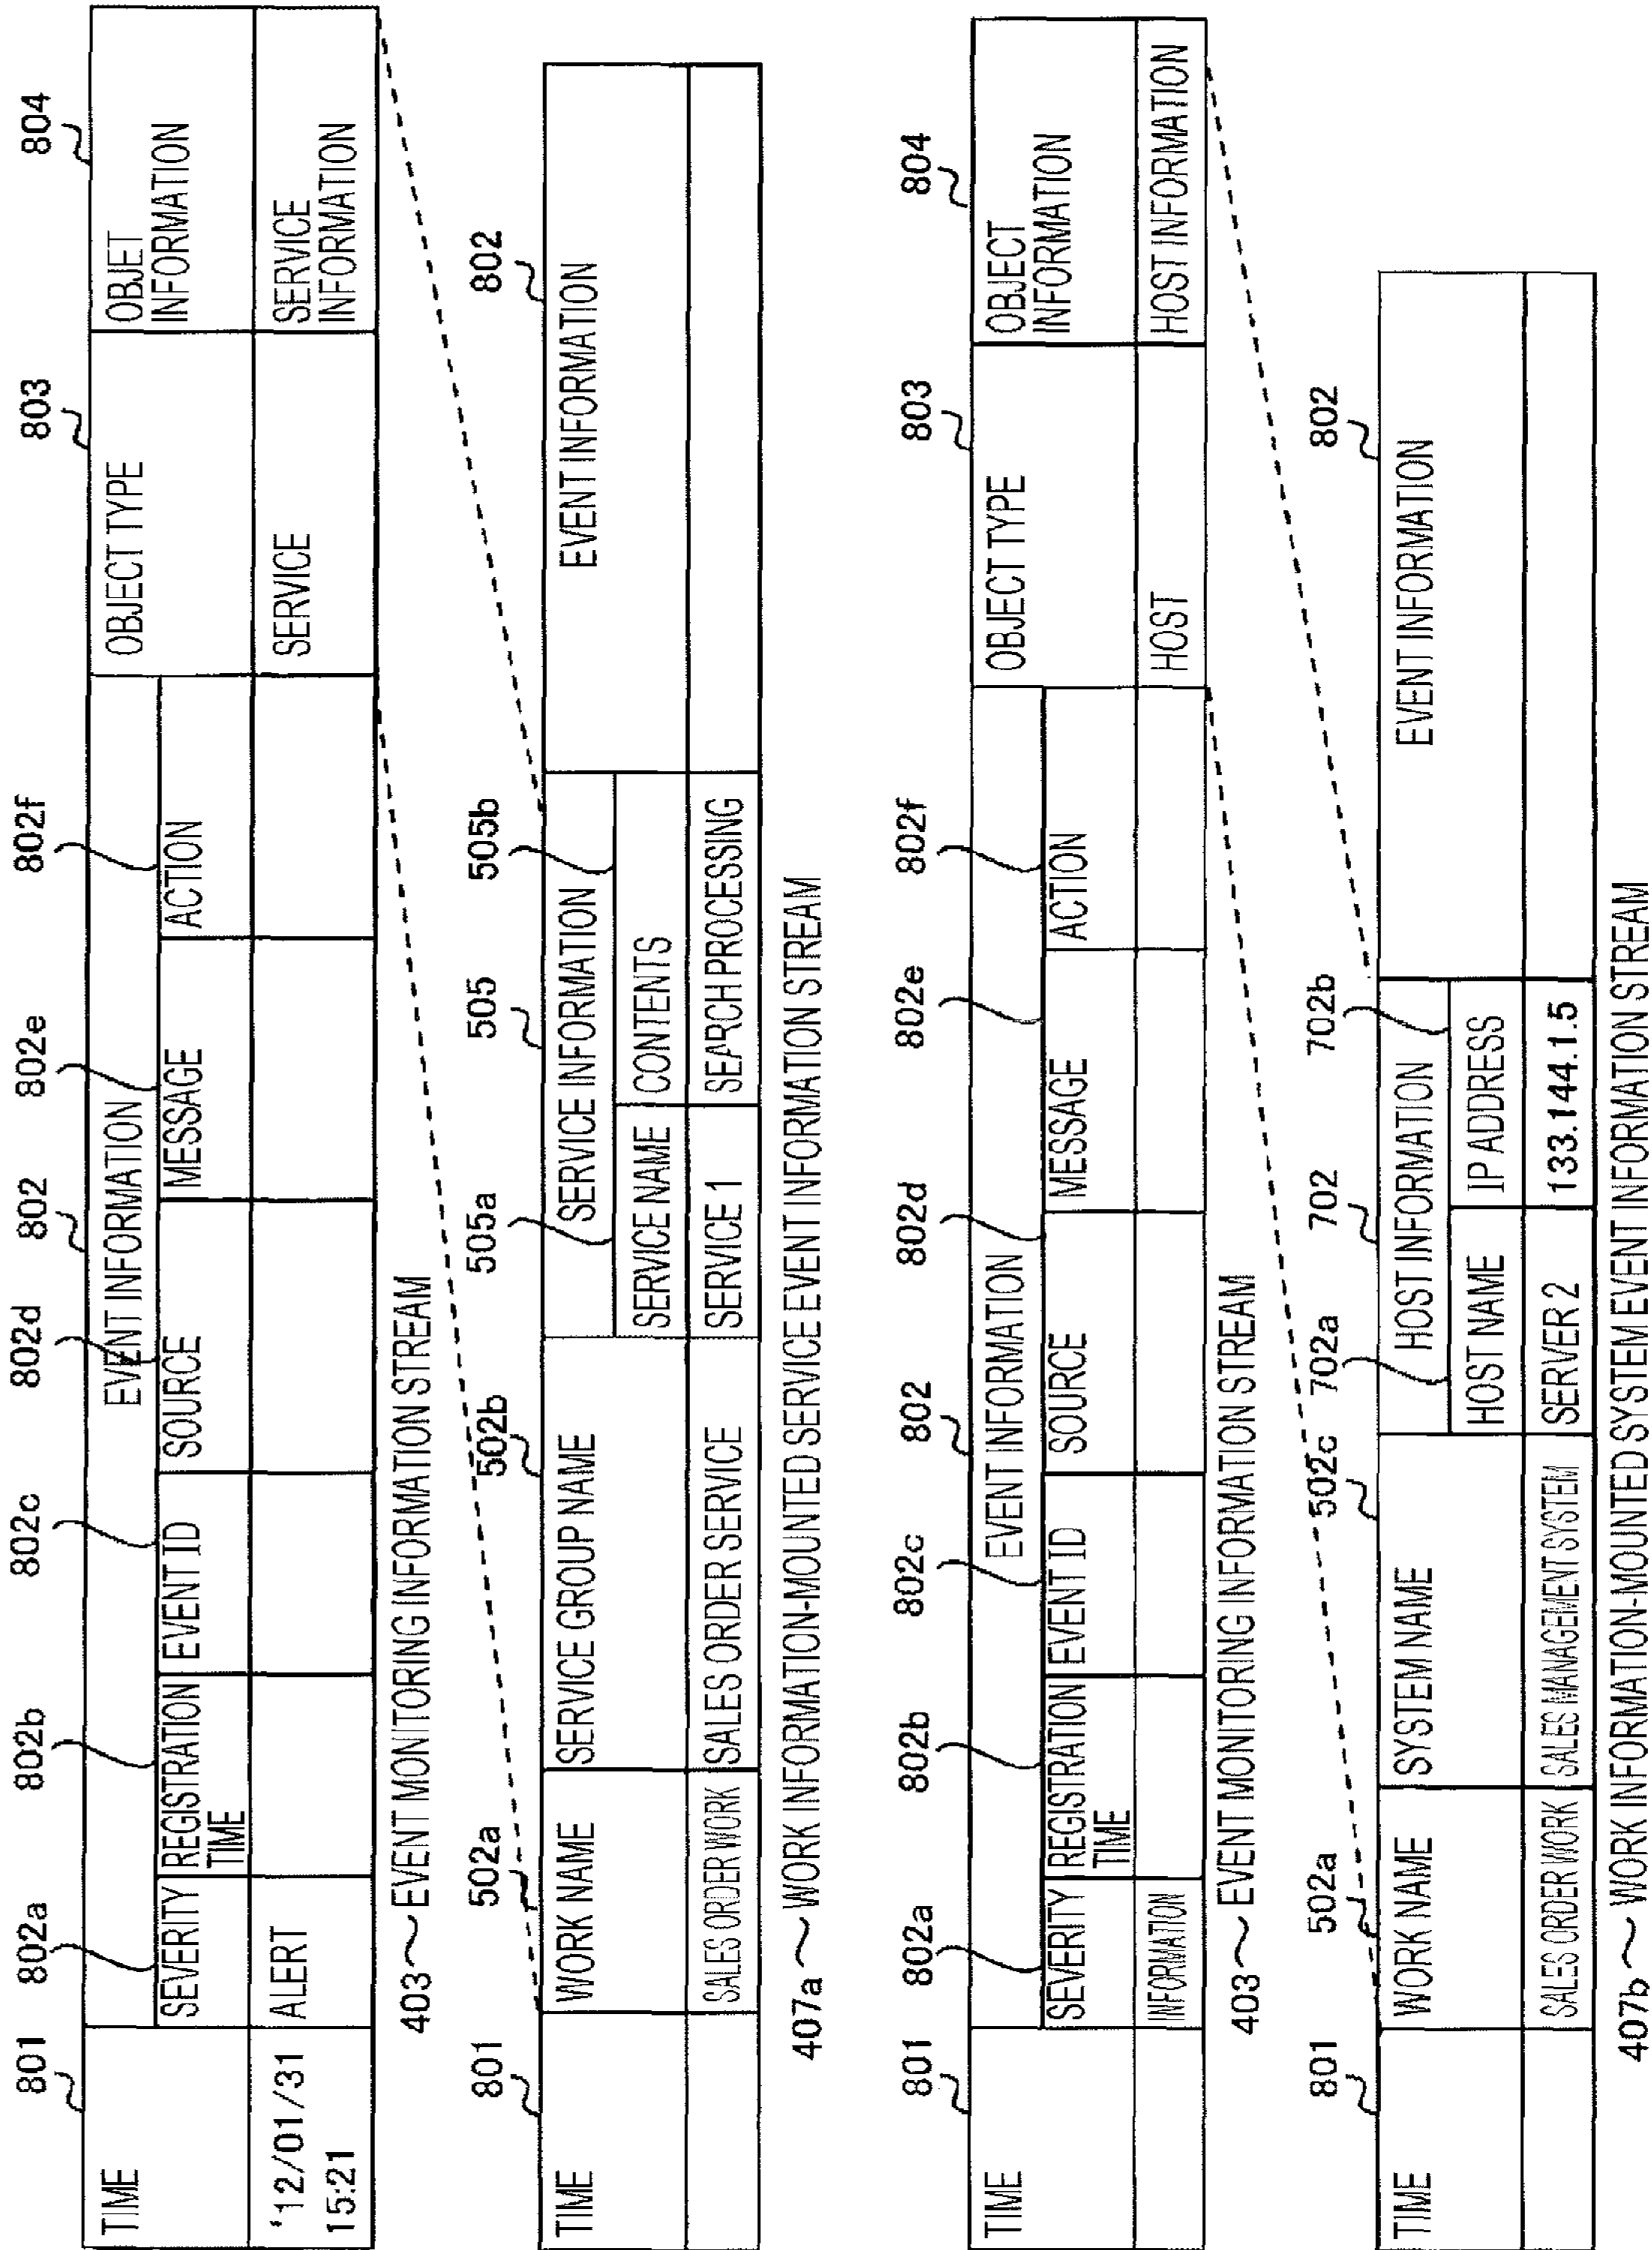 801
802a
802b
802c
802d
802
802e
802f
803
804
TIME
EVENT INFORMATION
OBJECT TYPE
OBJET
INFORMATION
SEVERITY
REGISTRATION
TIME
EVENT ID
SOURCE
MESSAGE
ACTION
'12/01/31
15:21
ALERT
SERVICE
SERVICE
INFORMATION
403 EVENT MONITORING INFORMATION STREAM
801
502a
502b
505a
505
505b
802
TIME
WORK NAME
SERVICE GROUP NAME
SERVICE INFORMATION
EVENT INFORMATION
SERVICE NAME
CONTENTS
SALES ORDER WORK
SALES ORDER SERVICE
SERVICE 1
SEARCH PROCESSING
407a WORK INFORMATION-MOUNTED SERVICE EVENT INFORMATION STREAM
801
802a
802b
802c
802
802d
802e
802f
803
804
TIME
EVENT INFORMATION
OBJECT TYPE
OBJECT
INFORMATION
SEVERITY
REGISTRATION
TIME
EVENT ID
SOURCE
MESSAGE
ACTION
INFORMATION
HOST
HOST INFORMATION
403 EVENT MONITORING INFORMATION STREAM
801
502a
502c
702a
702
702b
802
TIME
WORK NAME
SYSTEM NAME
HOST INFORMATION
EVENT INFORMATION
HOST NAME
IP ADDRESS
SALES ORDER WORK
SALES MANAGEMENT SYSTEM
SERVER 2
133.144.1.5
407b WORK INFORMATION-MOUNTED SYSTEM EVENT INFORMATION STREAM